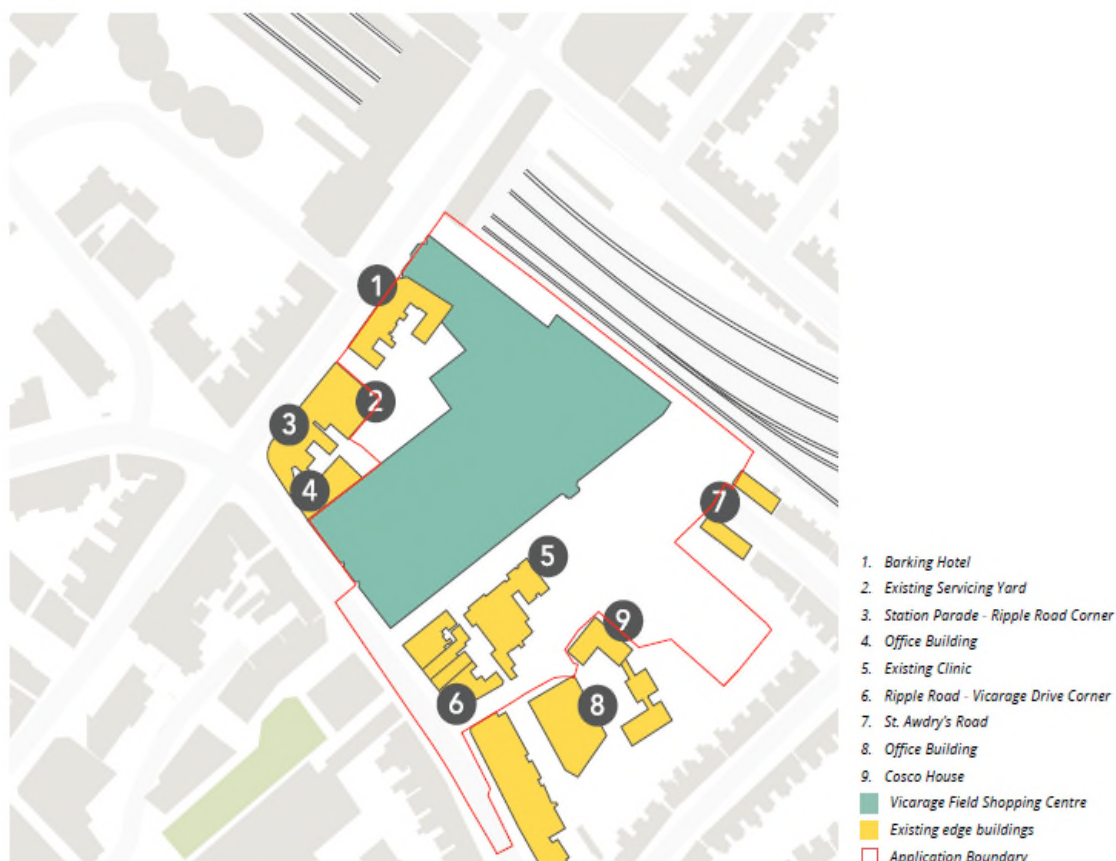 1
2
3
4
5
6
7
8
9
1. Barking Hotel
2. Existing Servicing Yard
3. Station Parade - Ripple Road Corner
4. Office Building
5. Existing Clinic
6. Ripple Road - Vicarage Drive Corner
7. St. Awdry's Road
8. Office Building
9. Cosco House
Vicarage Field Shopping Centre
Existing edge buildings
Application Boundary